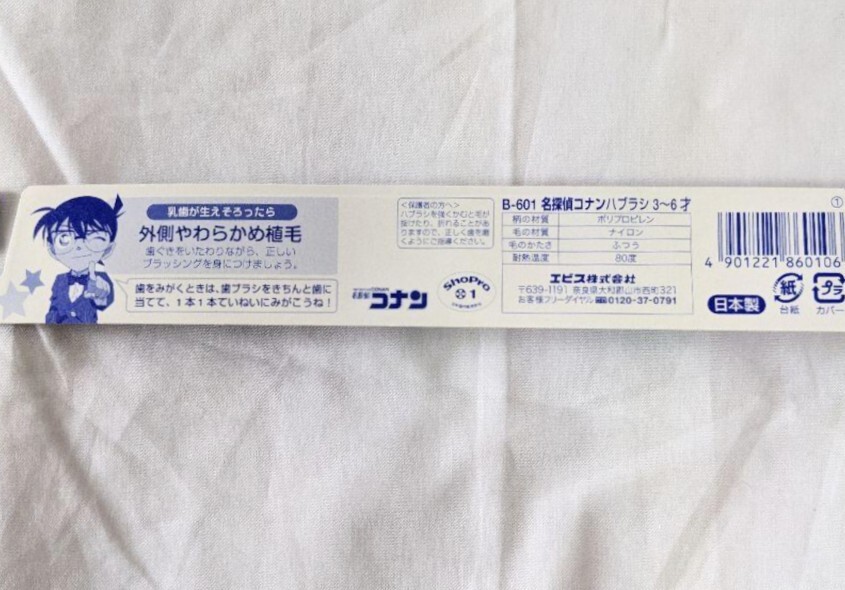 乳歯が生えそろったら
外側やわらかめ植毛
歯ぐきをいたわりながら、正しい
ブラッシングを身につけましょう。
歯をみがくときは、歯ブラシをきちんと歯に
当てて、1本1本ていねいにみがこうね!
名探偵コナン
ShoPro
1
<保護者の方へ>
ハブラシを強くかむと毛が
抜けたり、折れることがあ
りますので、正しく歯を磨
くようにご指導ください。
B-601 名探偵コナンハブラシ 3~6才
柄の材質 ポリプロピレン
毛の材質 ナイロン
毛のかたさ ふつう
耐熱温度 80度
エビス株式会社
〒639-1191 奈良県大和郡山市西町321
お客様フリーダイヤル 0120-37-0791
①
4 901221 860106
日本製
紙
台紙
プラ
カバー